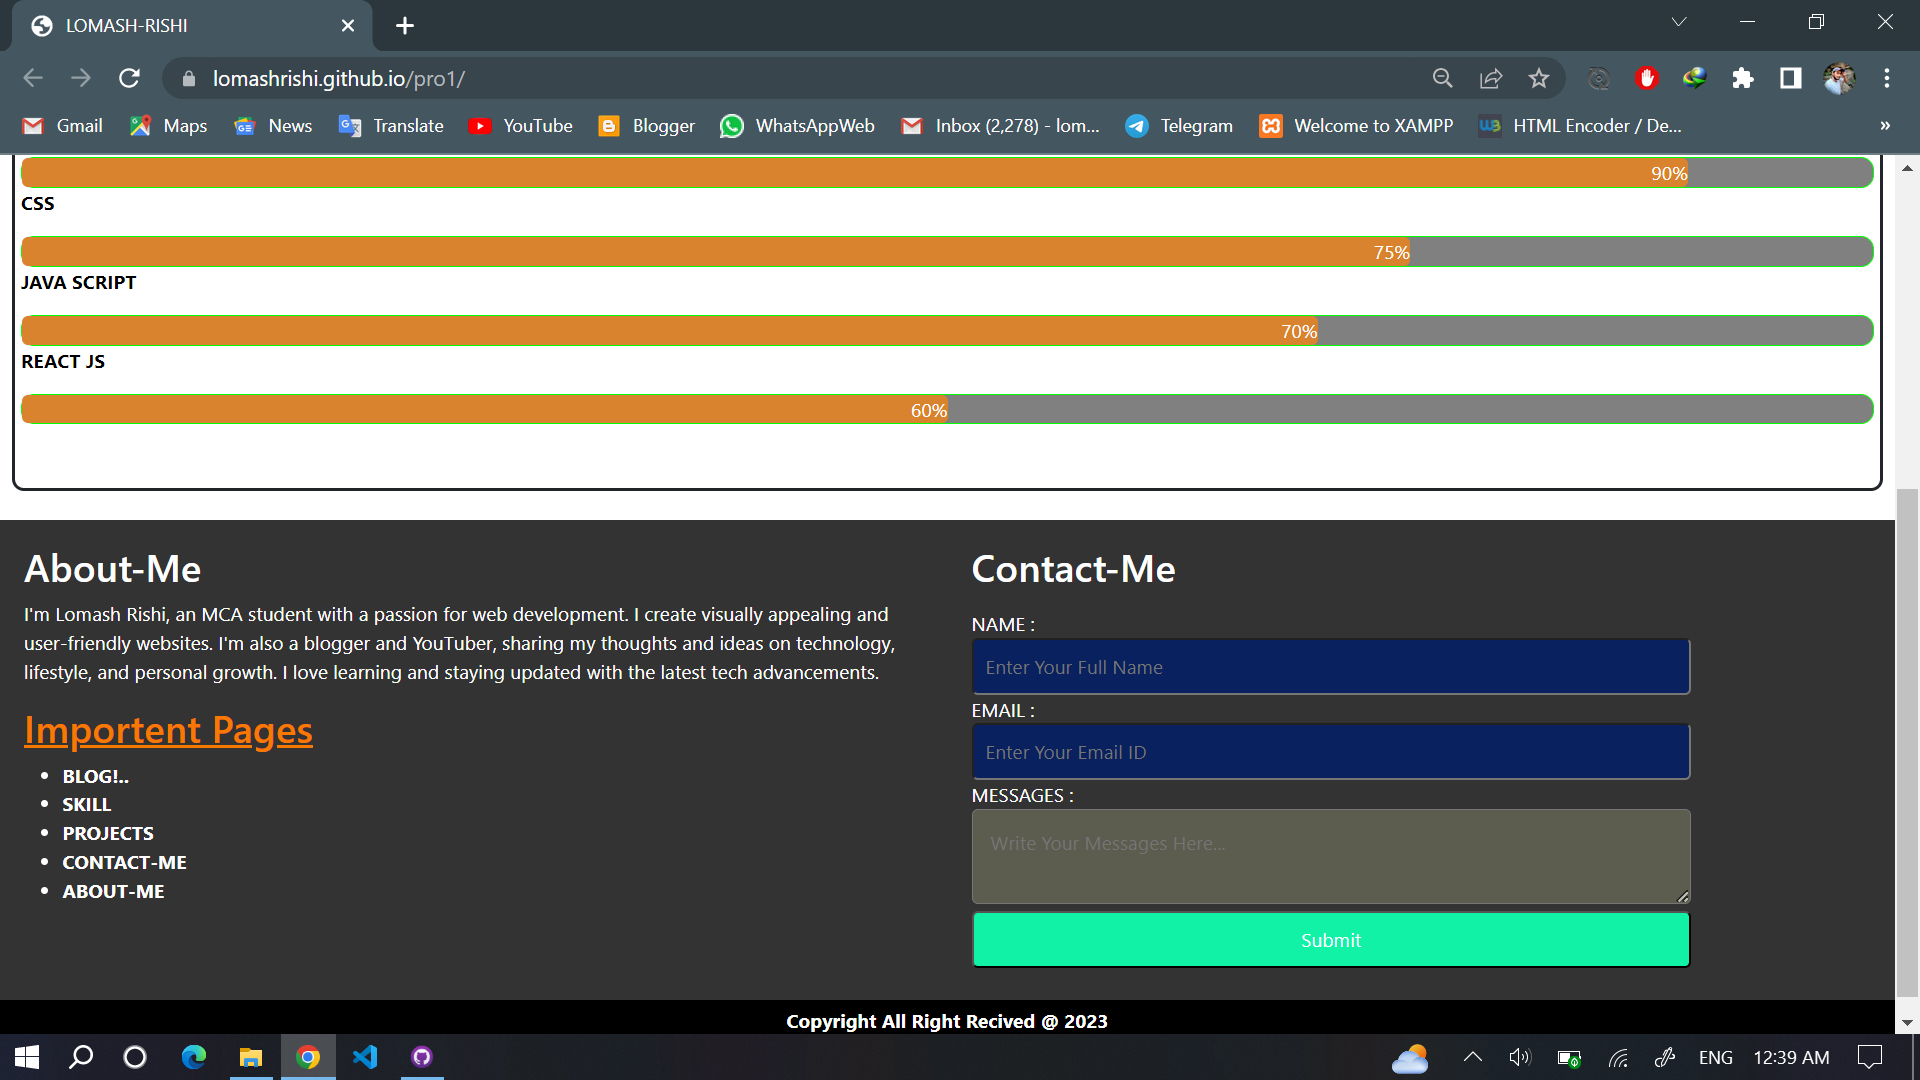 LOMASH-RISHI
lomashrishi.github.io/pro1/
Gmail Maps News Translate YouTube Blogger WhatsAppWeb Inbox (2,278) - lom... Telegram Welcome to XAMPP HTML Encoder / De... »
90%
CSS
75%
JAVA SCRIPT
70%
REACT JS
60%
About-Me
I'm Lomash Rishi, an MCA student with a passion for web development. I create visually appealing and
user-friendly websites. I'm also a blogger and YouTuber, sharing my thoughts and ideas on technology,
lifestyle, and personal growth. I love learning and staying updated with the latest tech advancements.
Importent Pages
• BLOG!..
• SKILL
• PROJECTS
• CONTACT-ME
• ABOUT-ME
Contact-Me
NAME :
Enter Your Full Name
EMAIL :
Enter Your Email ID
MESSAGES :
Write Your Messages Here...
Submit
Copyright All Right Recived @ 2023
ENG 12:39 AM